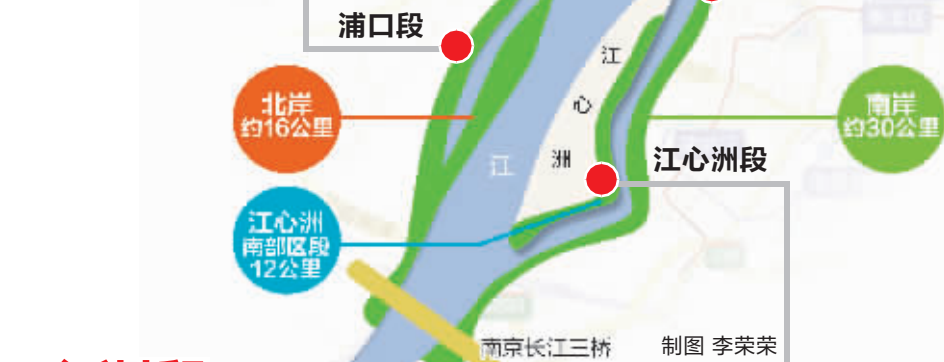 浦口段
北岸
约16公里
江
心
洲
南岸
约30公里
江
江心洲段
江心洲
南部区段
12公里
南京长江三桥
制图 李荣荣